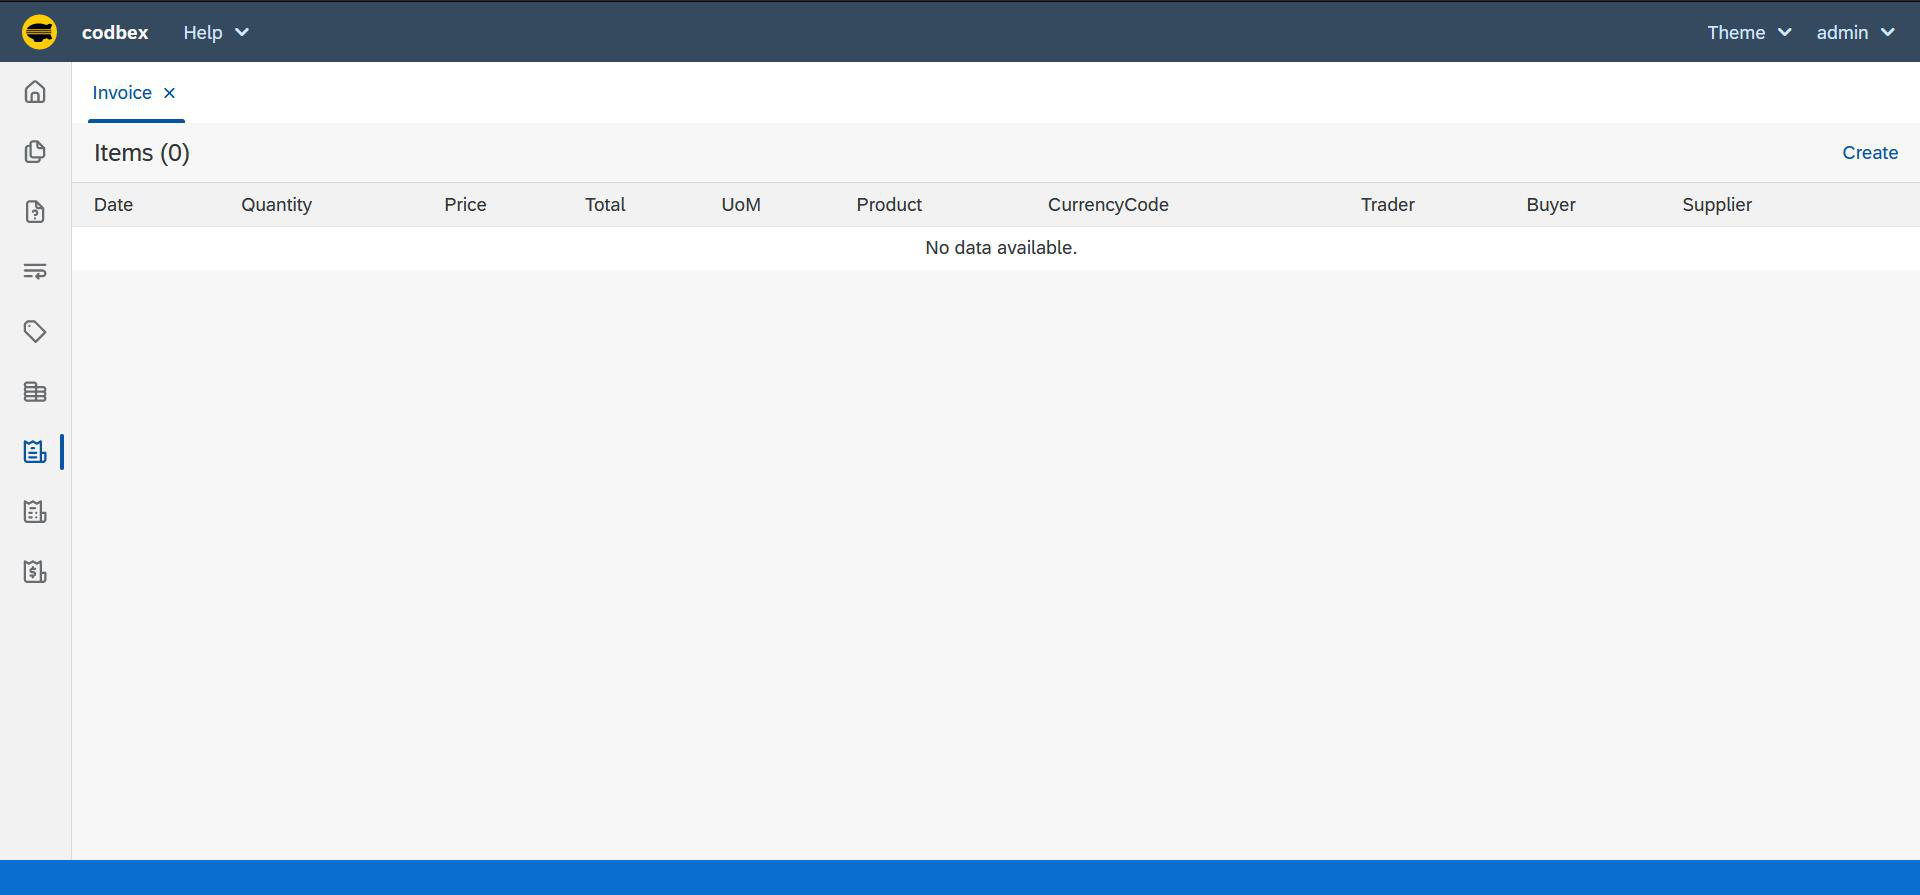 codbex Help Theme admin
Invoice
Items (0) Create
Date Quantity Price Total UoM Product CurrencyCode Trader Buyer Supplier
No data available.